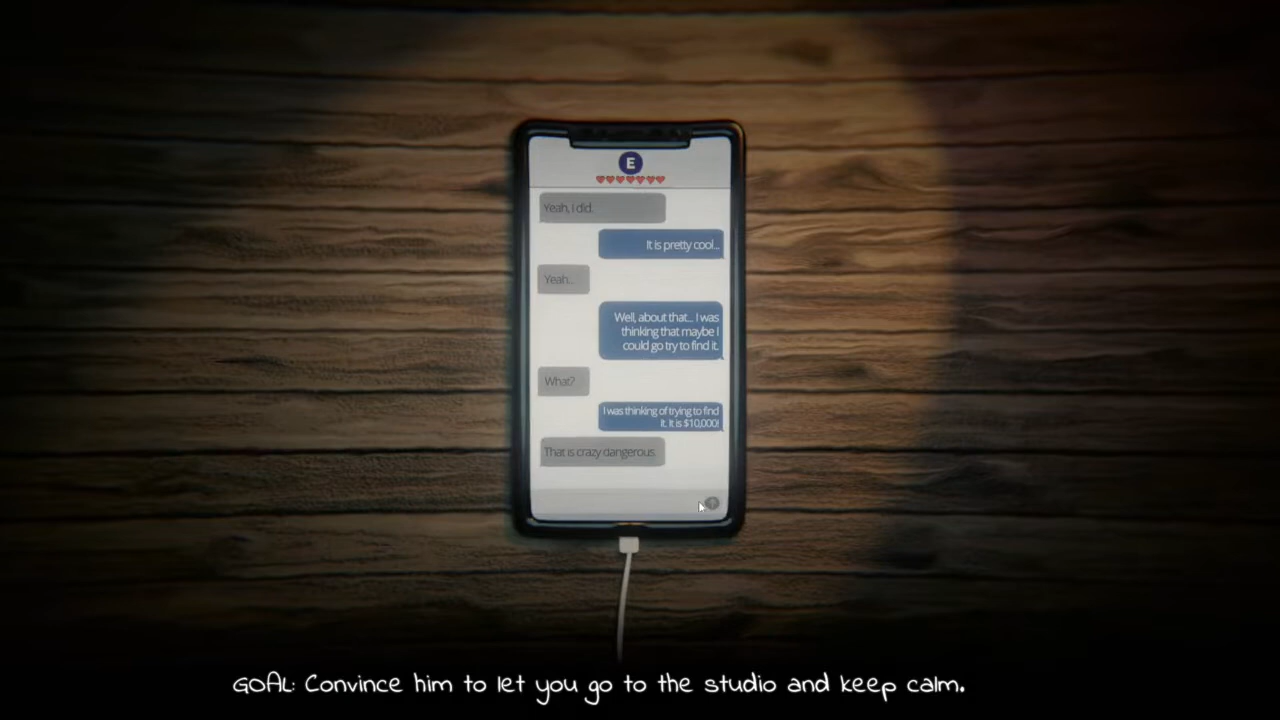 E
Yeah, I did.
It is pretty cool...
Yeah...
Well, about that... I was
thinking that maybe I
could go try to find it.
What?
I was thinking of trying to find
it. It is $10,000!
That is crazy dangerous.
GOAL: Convince him to let you go to the studio and keep calm.